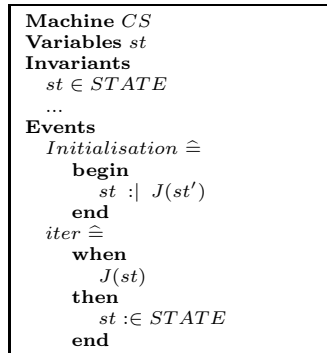 Machine CS
Variables st
Invariants
st ∈ STATE
...
Events
Initialisation ≙
begin
st :| J(st′)
end
iter ≙
when
J(st)
then
st :∈ STATE
end